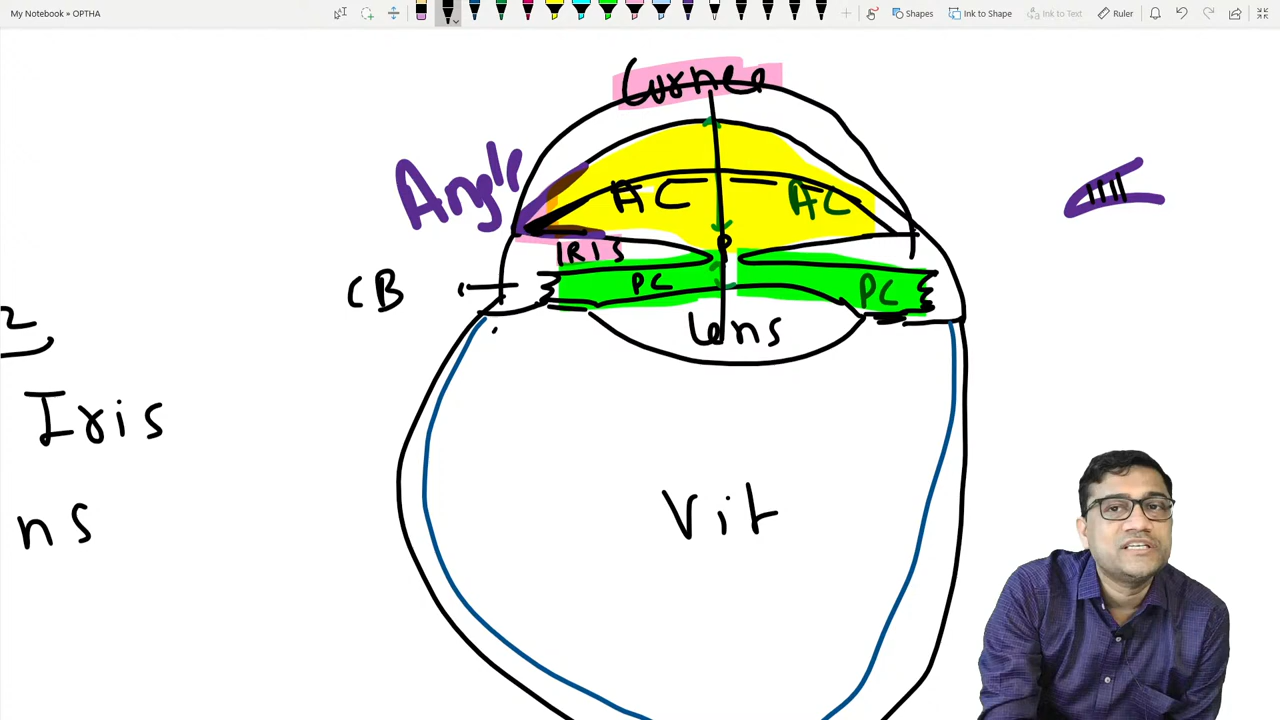 My Notebook » OPTHA
Shapes
Ink to Shape
Ink to Text
Ruler
Cornea
Angle
AC
AC
IRIS
P
CB
PC
PC
2
Lens
Iris
ns
Vit